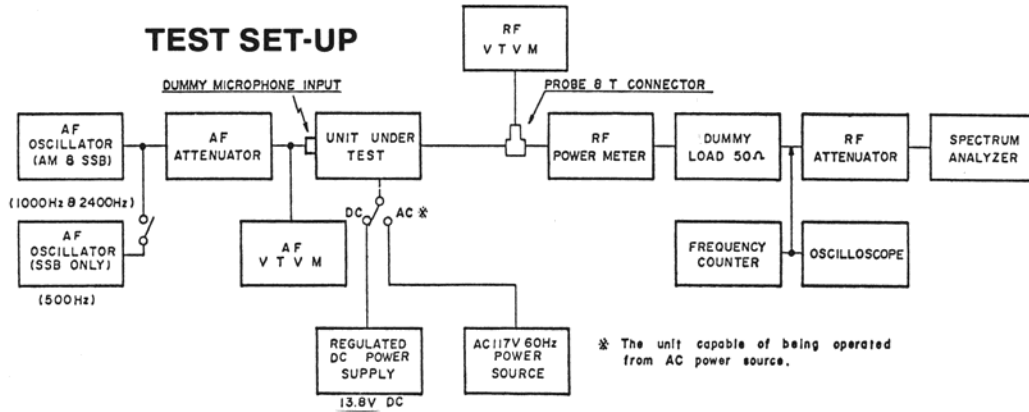 TEST SET-UP
RF
V T V M
DUMMY MICROPHONE INPUT
PROBE & T CONNECTOR
AF
OSCILLATOR
(AM & SSB)
AF
ATTENUATOR
UNIT UNDER
TEST
RF
POWER METER
DUMMY
LOAD 50Ω
RF
ATTENUATOR
SPECTRUM
ANALYZER
(1000Hz & 2400Hz)
DC
AC ※
AF
OSCILLATOR
(SSB ONLY)
(500Hz)
AF
V T V M
FREQUENCY
COUNTER
OSCILLOSCOPE
REGULATED
DC POWER
SUPPLY
13.8V DC
AC117V 60Hz
POWER
SOURCE
※ The unit capable of being operated
from AC power source.